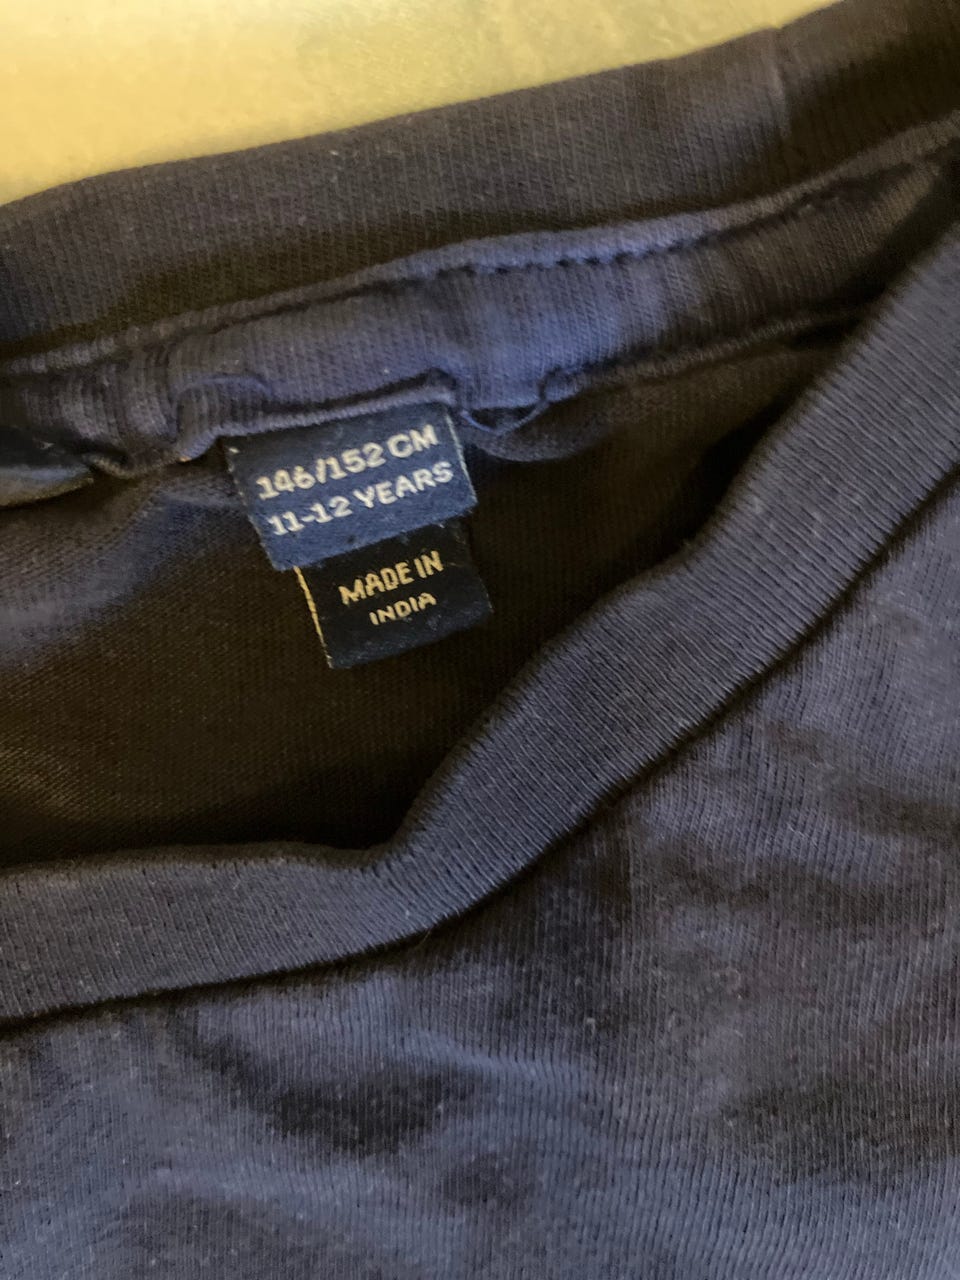 146/152 CM
11-12 YEARS
MADE IN
INDIA